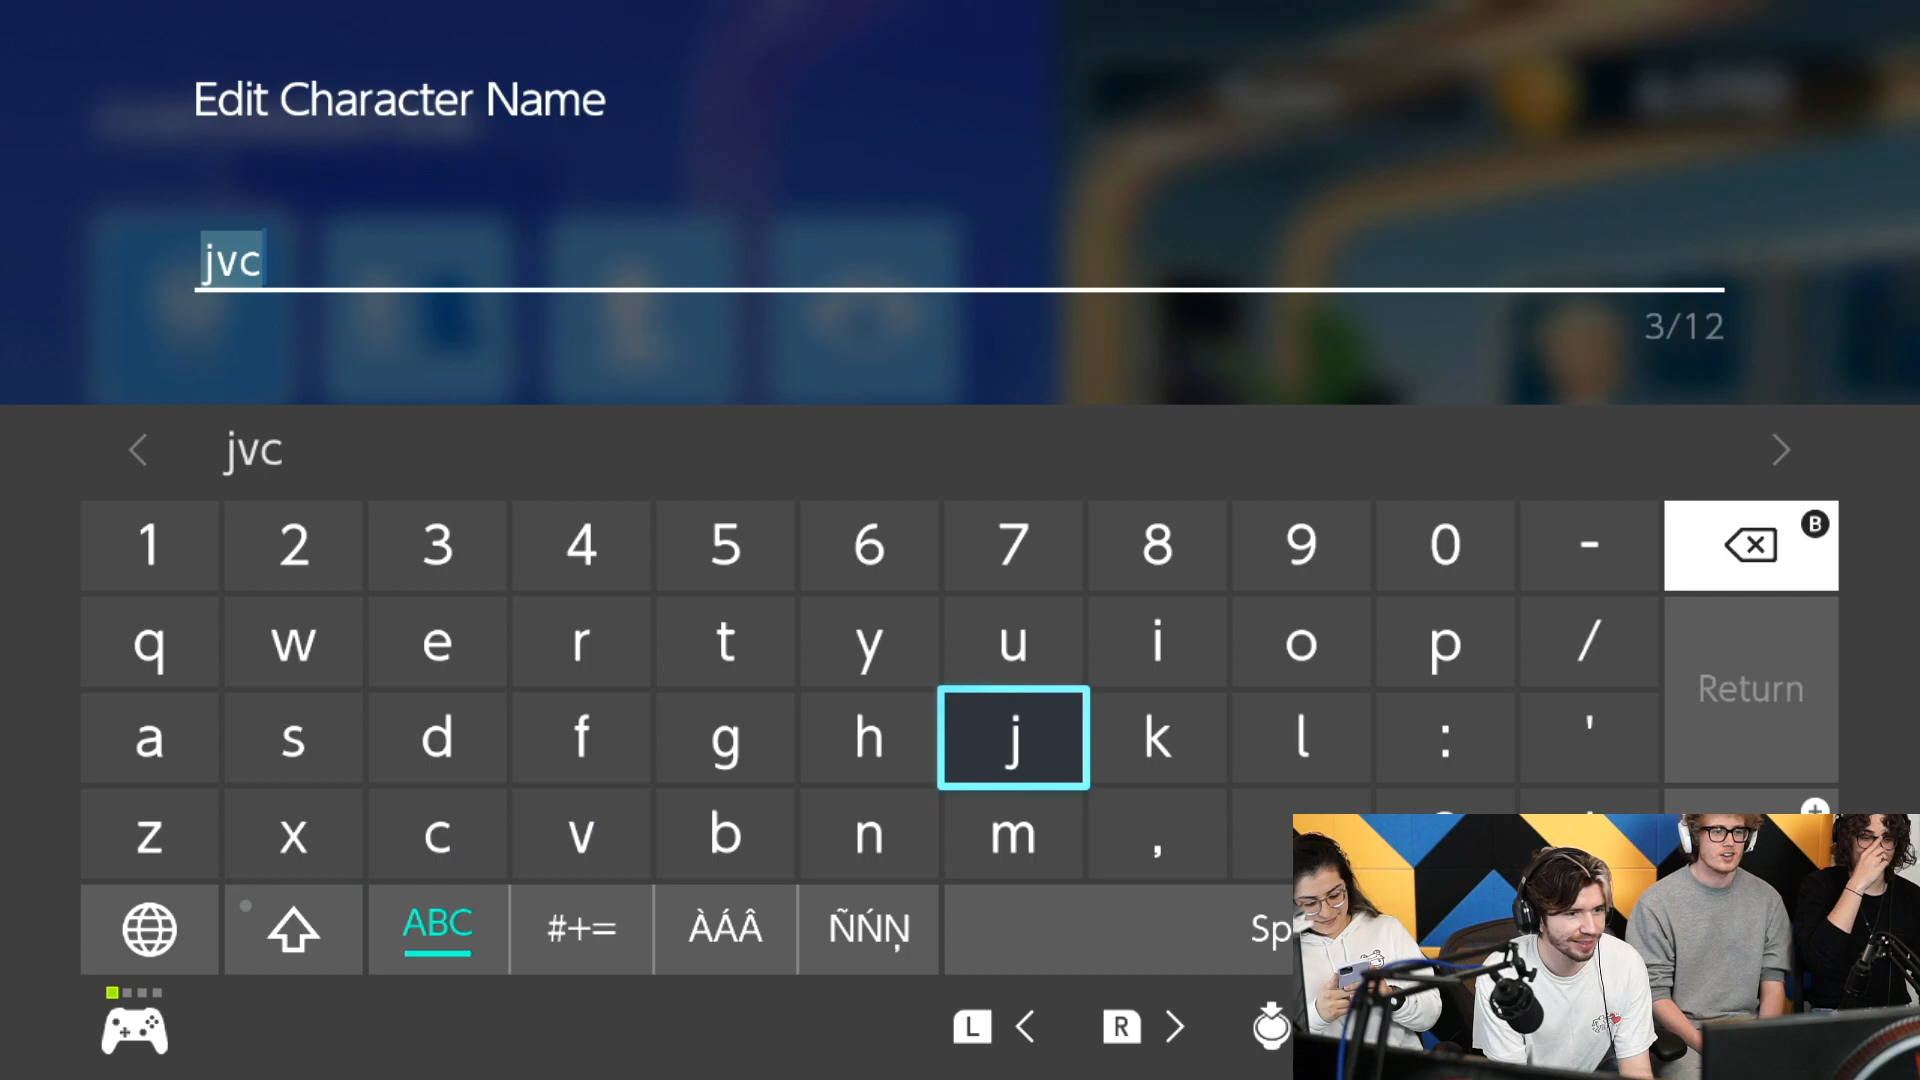 Edit Character Name
jvc
3/12
jvc
1 2 3 4 5 6 7 8 9 0 - B
q w e r t y u i o p /
Return
a s d f g h j k l : '
z x c v b n m ,
ABC #+= ÀÁÂ ÑŃŅ Sp
L R